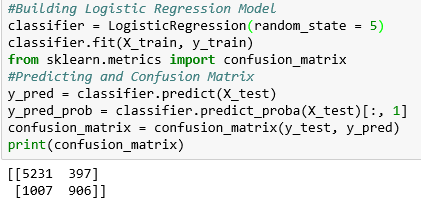 #Building Logistic Regression Model
classifier = LogisticRegression(random_state = 5)
classifier.fit(X_train, y_train)
from sklearn.metrics import confusion_matrix
#Predicting and Confusion Matrix
y_pred = classifier.predict(X_test)
y_pred_prob = classifier.predict_proba(X_test)[:, 1]
confusion_matrix = confusion_matrix(y_test, y_pred)
print(confusion_matrix)
[[5231  397]
 [1007  906]]